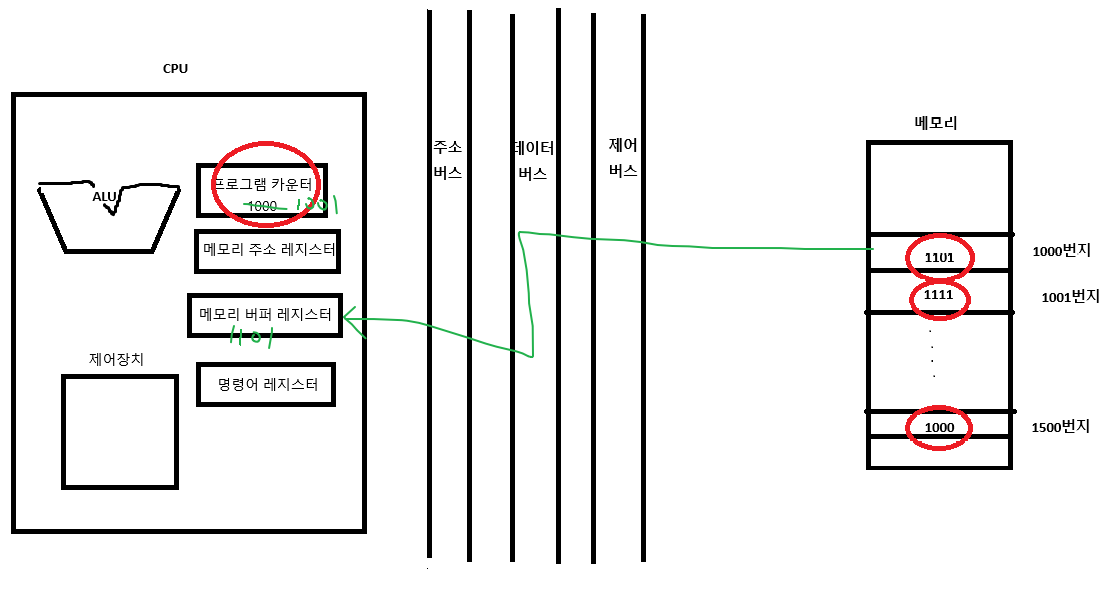 CPU
ALU
프로그램 카운터
1000 1001
메모리 주소 레지스터
메모리 버퍼 레지스터
1101
명령어 레지스터
제어장치
주소
버스
데이터
버스
제어
버스
메모리
1101
1000번지
1111
1001번지
1000
1500번지